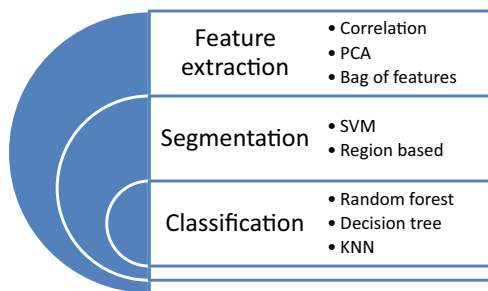 Feature
extraction
• Correlation
• PCA
• Bag of features
Segmentation
• SVM
• Region based
Classification
• Random forest
• Decision tree
• KNN